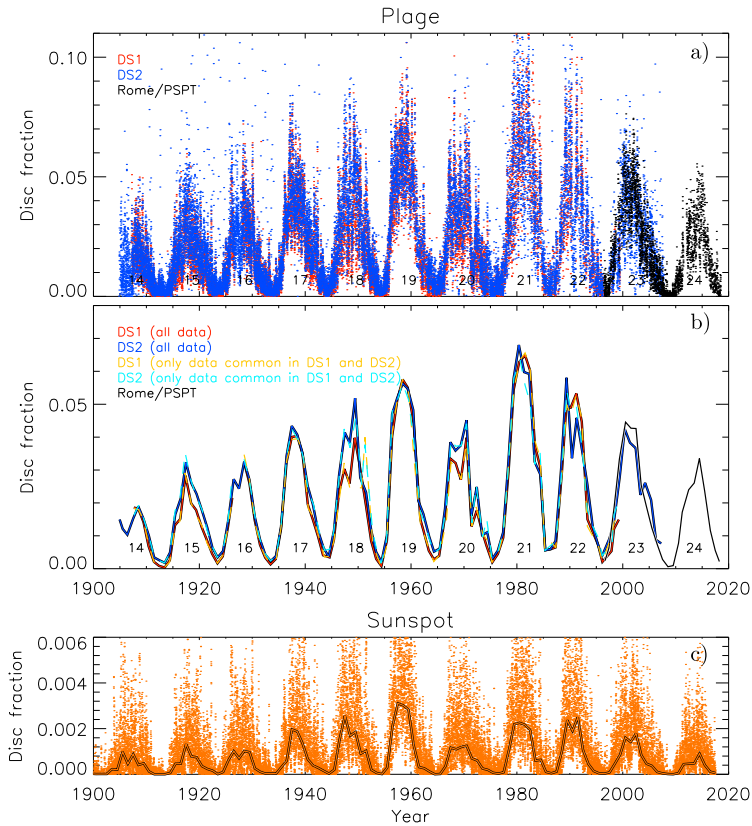 Plage
0.10
a)
DS1
DS2
Rome/PSPT
Disc fraction
0.05
0.00
14 15 16 17 18 19 20 21 22 23 24
b)
DS1 (all data)
DS2 (all data)
DS1 (only data common in DS1 and DS2)
DS2 (only data common in DS1 and DS2)
Rome/PSPT
Disc fraction
0.05
0.00
14 15 16 17 18 19 20 21 22 23 24
1900 1920 1940 1960 1980 2000 2020
Sunspot
0.006
c)
0.004
Disc fraction
0.002
0.000
1900 1920 1940 1960 1980 2000 2020
Year